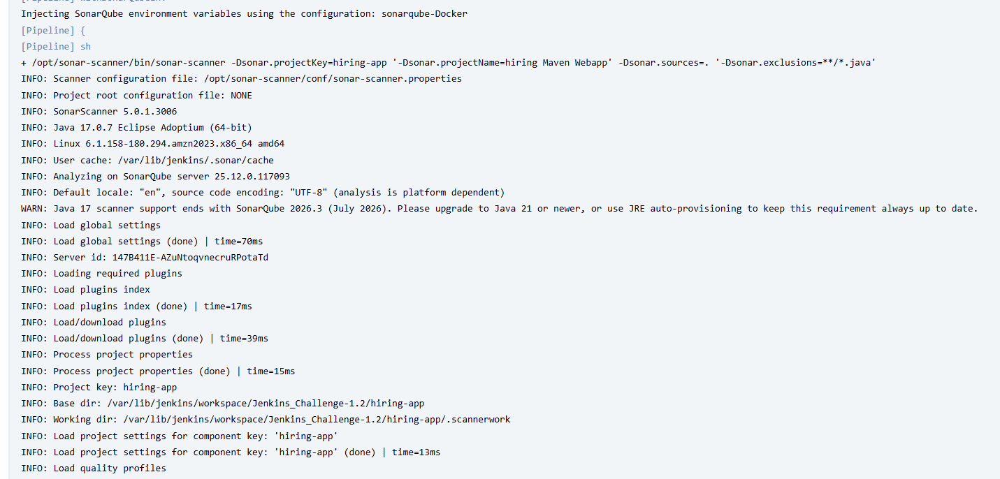 [Pipeline] withSonarQubeEnv
Injecting SonarQube environment variables using the configuration: sonarqube-Docker
[Pipeline] {
[Pipeline] sh
+ /opt/sonar-scanner/bin/sonar-scanner -Dsonar.projectKey=hiring-app '-Dsonar.projectName=hiring Maven Webapp' -Dsonar.sources=. '-Dsonar.exclusions=**/*.java'
INFO: Scanner configuration file: /opt/sonar-scanner/conf/sonar-scanner.properties
INFO: Project root configuration file: NONE
INFO: SonarScanner 5.0.1.3006
INFO: Java 17.0.7 Eclipse Adoptium (64-bit)
INFO: Linux 6.1.158-180.294.amzn2023.x86_64 amd64
INFO: User cache: /var/lib/jenkins/.sonar/cache
INFO: Analyzing on SonarQube server 25.12.0.117093
INFO: Default locale: "en", source code encoding: "UTF-8" (analysis is platform dependent)
WARN: Java 17 scanner support ends with SonarQube 2026.3 (July 2026). Please upgrade to Java 21 or newer, or use JRE auto-provisioning to keep this requirement always up to date.
INFO: Load global settings
INFO: Load global settings (done) | time=70ms
INFO: Server id: 147B411E-AZuNtoqvnecruRPotaTd
INFO: Loading required plugins
INFO: Load plugins index
INFO: Load plugins index (done) | time=17ms
INFO: Load/download plugins
INFO: Load/download plugins (done) | time=39ms
INFO: Process project properties
INFO: Process project properties (done) | time=15ms
INFO: Project key: hiring-app
INFO: Base dir: /var/lib/jenkins/workspace/Jenkins_Challenge-1.2/hiring-app
INFO: Working dir: /var/lib/jenkins/workspace/Jenkins_Challenge-1.2/hiring-app/.scannerwork
INFO: Load project settings for component key: 'hiring-app'
INFO: Load project settings for component key: 'hiring-app' (done) | time=13ms
INFO: Load quality profiles